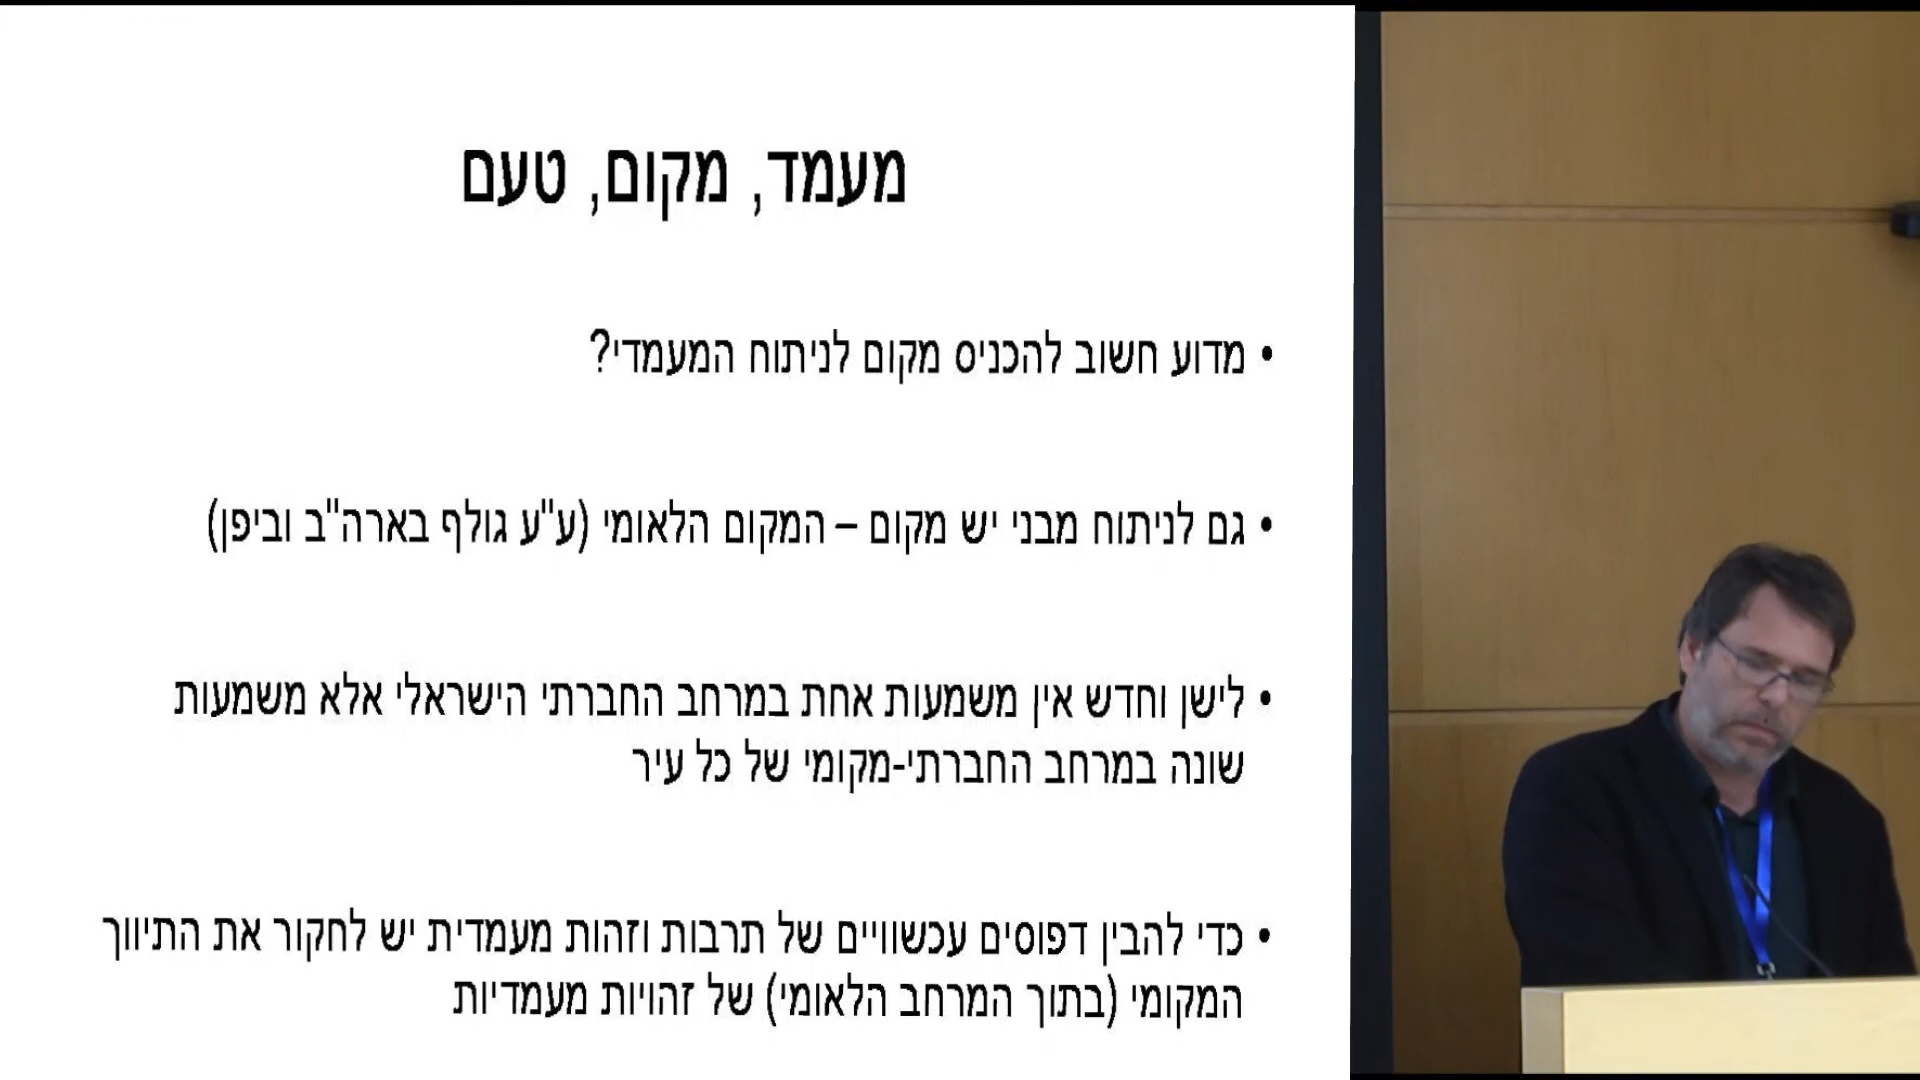 מעמד, מקום, טעם
• מדוע חשוב להכניס מקום לניתוח המעמדי?
• גם לניתוח מבני יש מקום – המקום הלאומי (ע"ע גולף בארה"ב וביפן)
• לישן וחדש אין משמעות אחת במרחב החברתי הישראלי אלא משמעות
שונה במרחב החברתי-מקומי של כל עיר
• כדי להבין דפוסים עכשוויים של תרבות וזהות מעמדית יש לחקור את התיווך
המקומי (בתוך המרחב הלאומי) של זהויות מעמדיות